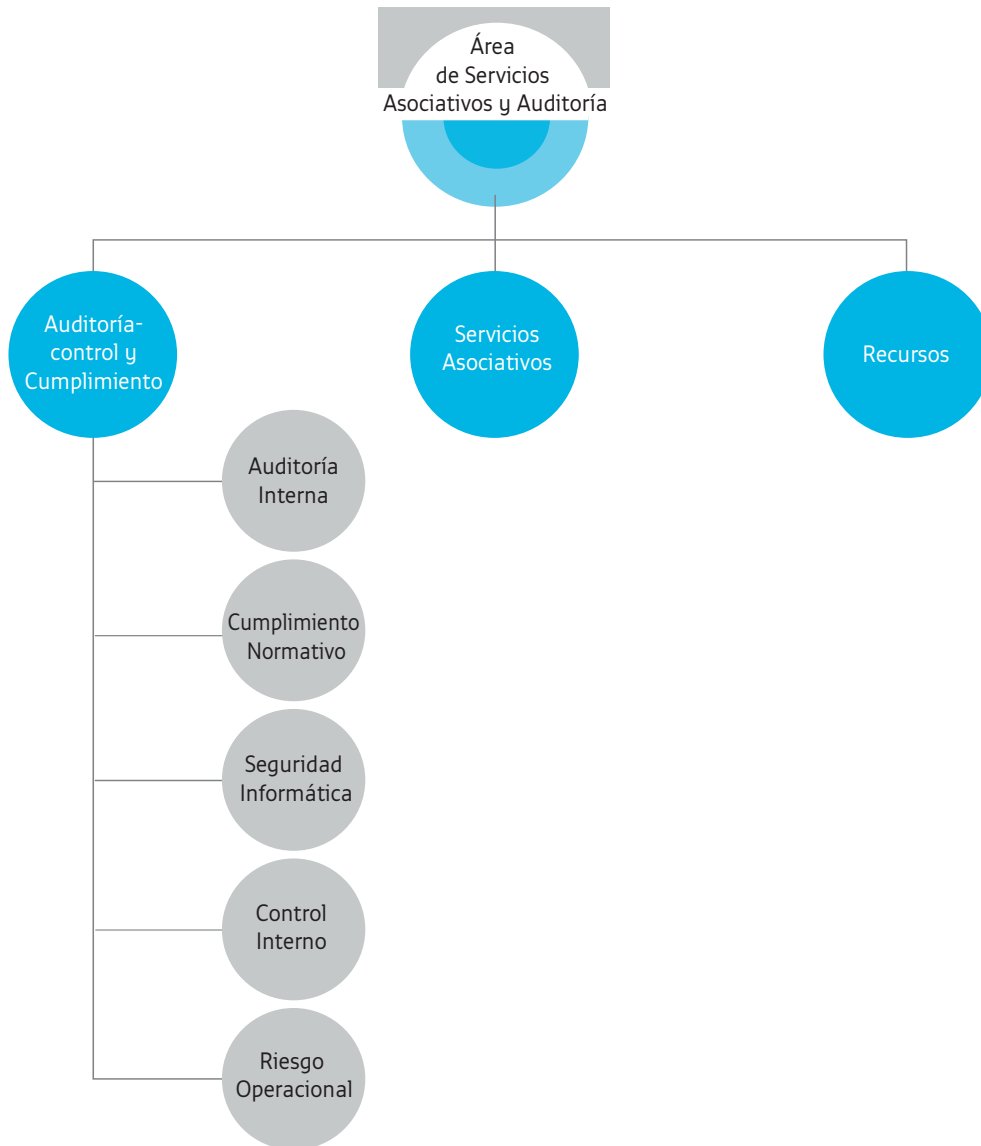 Área
de Servicios
Asociativos y Auditoría
Auditoría-
control y
Cumplimiento
Servicios
Asociativos
Recursos
Auditoría
Interna
Cumplimiento
Normativo
Seguridad
Informática
Control
Interno
Riesgo
Operacional